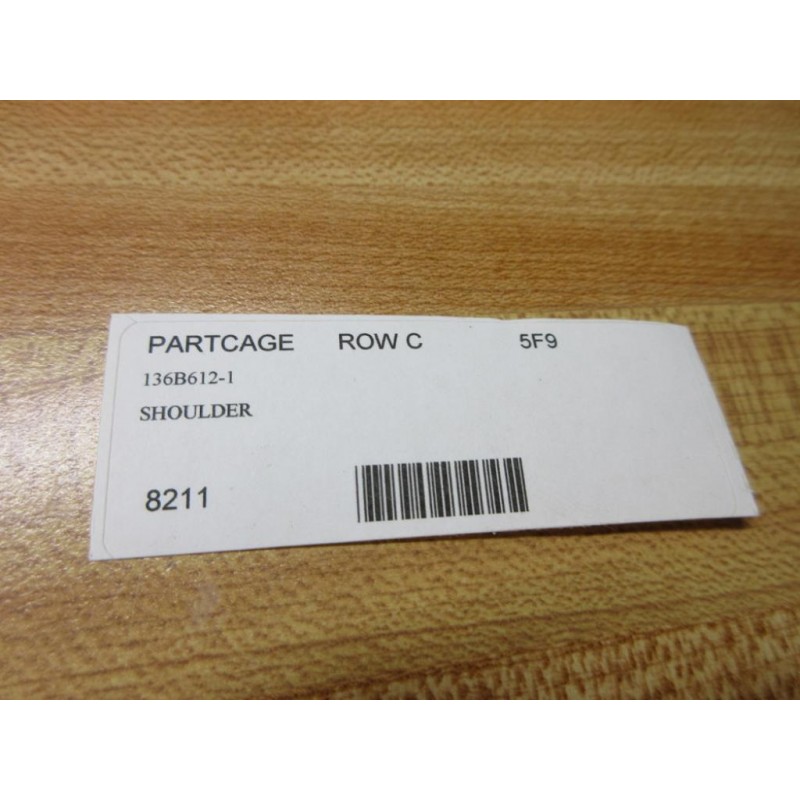 PARTCAGE ROW C 5F9
136B612-1
SHOULDER
8211